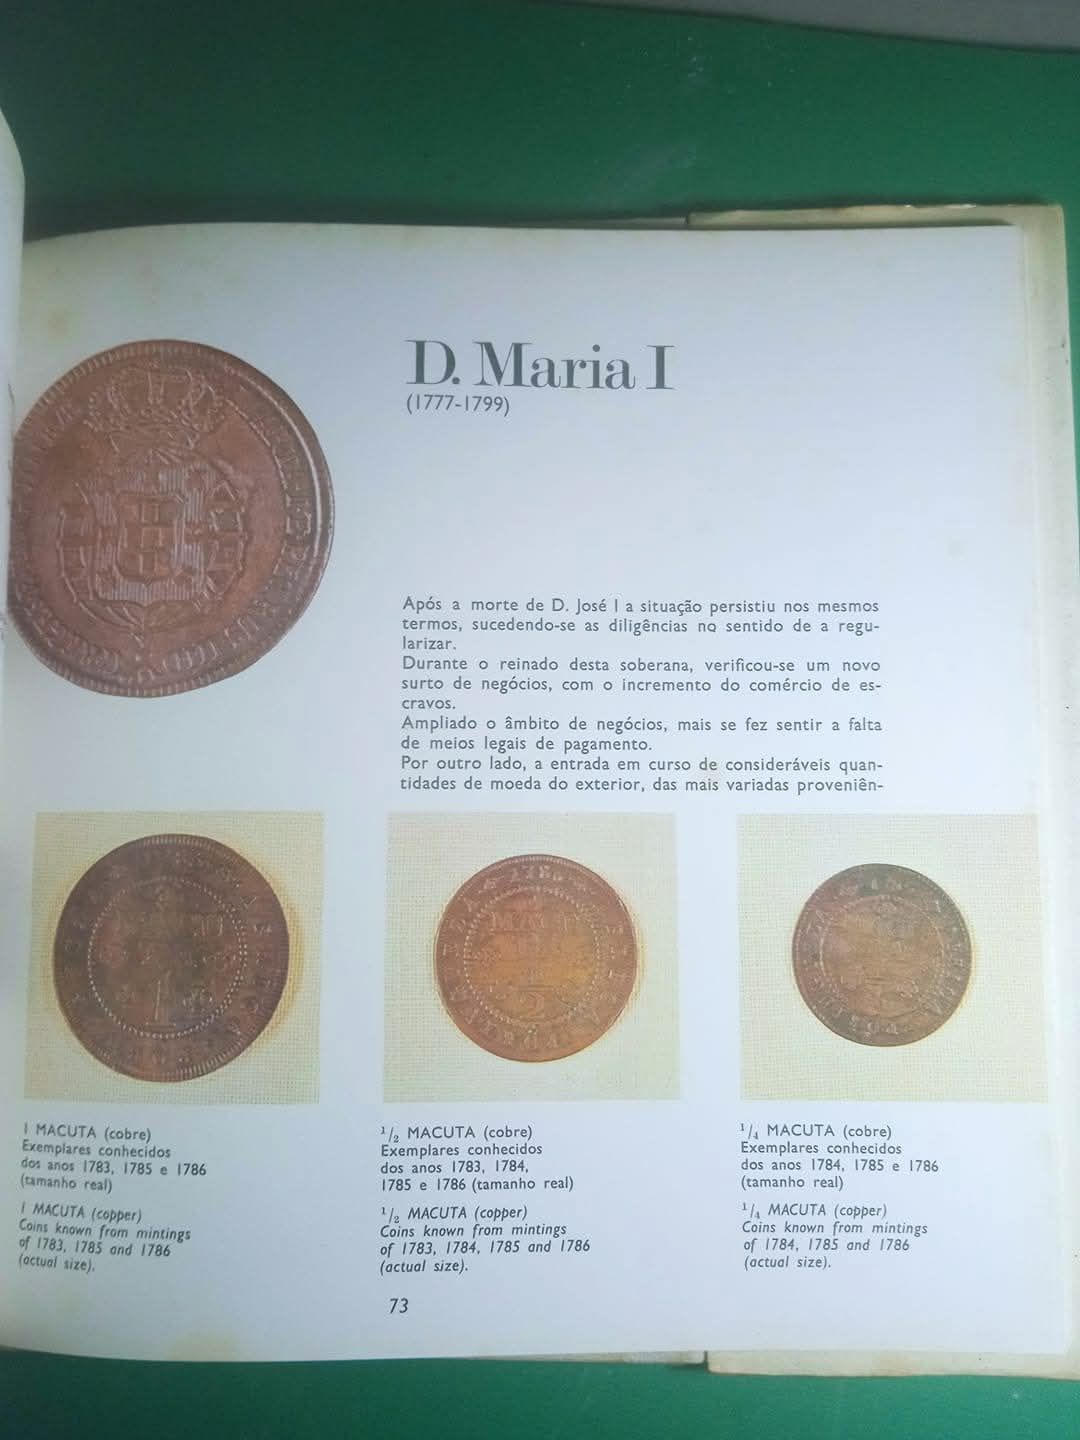 D. Maria I
(1777-1799)
Após a morte de D. José I a situação persistiu nos mesmos
termos, sucedendo-se as diligências no sentido de a regu-
larizar.
Durante o reinado desta soberana, verificou-se um novo
surto de negócios, com o incremento do comércio de es-
cravos.
Ampliado o âmbito de negócios, mais se fez sentir a falta
de meios legais de pagamento.
Por outro lado, a entrada em curso de consideráveis quan-
tidades de moeda do exterior, das mais variadas proveniên-
1 MACUTA (cobre)
Exemplares conhecidos
dos anos 1783, 1785 e 1786
(tamanho real)
1 MACUTA (copper)
Coins known from mintings
of 1783, 1785 and 1786
(actual size).
1/2 MACUTA (cobre)
Exemplares conhecidos
dos anos 1783, 1784,
1785 e 1786 (tamanho real)
1/2 MACUTA (copper)
Coins known from mintings
of 1783, 1784, 1785 and 1786
(actual size).
1/4 MACUTA (cobre)
Exemplares conhecidos
dos anos 1784, 1785 e 1786
(tamanho real)
1/4 MACUTA (copper)
Coins known from mintings
of 1784, 1785 and 1786
(actual size).
73